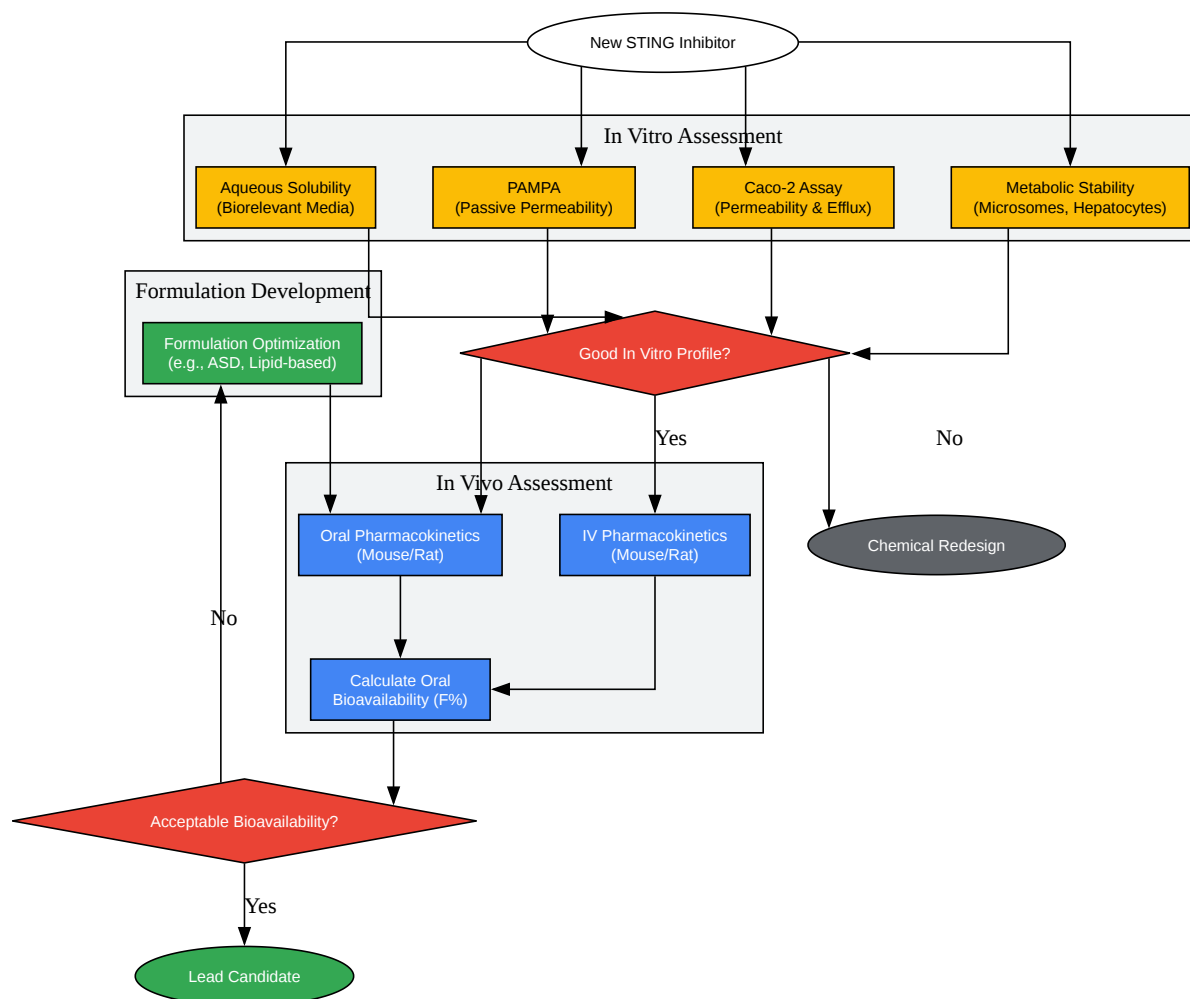 New STING Inhibitor
In Vitro Assessment
Aqueous Solubility
(Biorelevant Media)
PAMPA
(Passive Permeability)
Caco-2 Assay
(Permeability & Efflux)
Metabolic Stability
(Microsomes, Hepatocytes)
Formulation Development
Formulation Optimization
(e.g., ASD, Lipid-based)
Good In Vitro Profile?
Yes
No
In Vivo Assessment
Oral Pharmacokinetics
(Mouse/Rat)
IV Pharmacokinetics
(Mouse/Rat)
Chemical Redesign
No
Calculate Oral
Bioavailability (F%)
Acceptable Bioavailability?
Yes
Lead Candidate